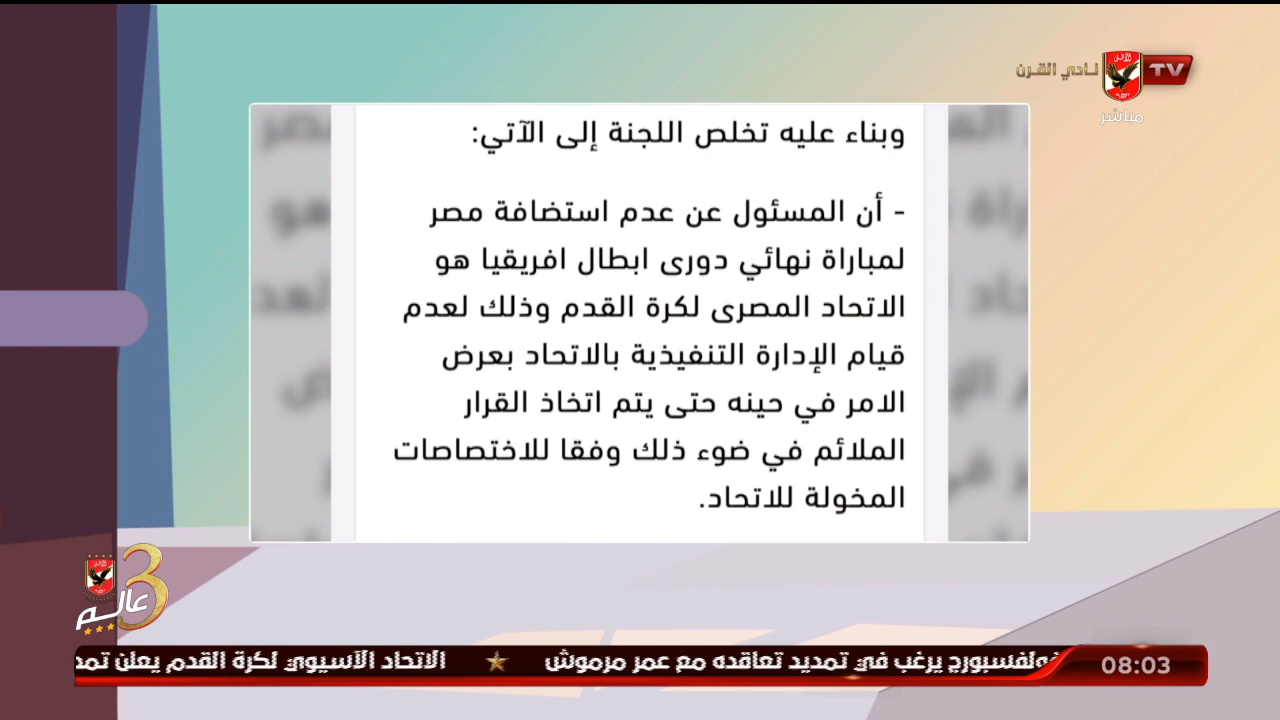 نادي القرن
TV
مباشر
وبناء عليه تخلص اللجنة إلى الآتي:
- أن المسئول عن عدم استضافة مصر
لمباراة نهائي دورى ابطال افريقيا هو
الاتحاد المصرى لكرة القدم وذلك لعدم
قيام الإدارة التنفيذية بالاتحاد بعرض
الامر في حينه حتى يتم اتخاذ القرار
الملائم في ضوء ذلك وفقا للاختصاصات
المخولة للاتحاد.
3 عالم
فولفسبورج يرغب في تمديد تعاقده مع عمر مرموش
الاتحاد الآسيوي لكرة القدم يعلن
08:03